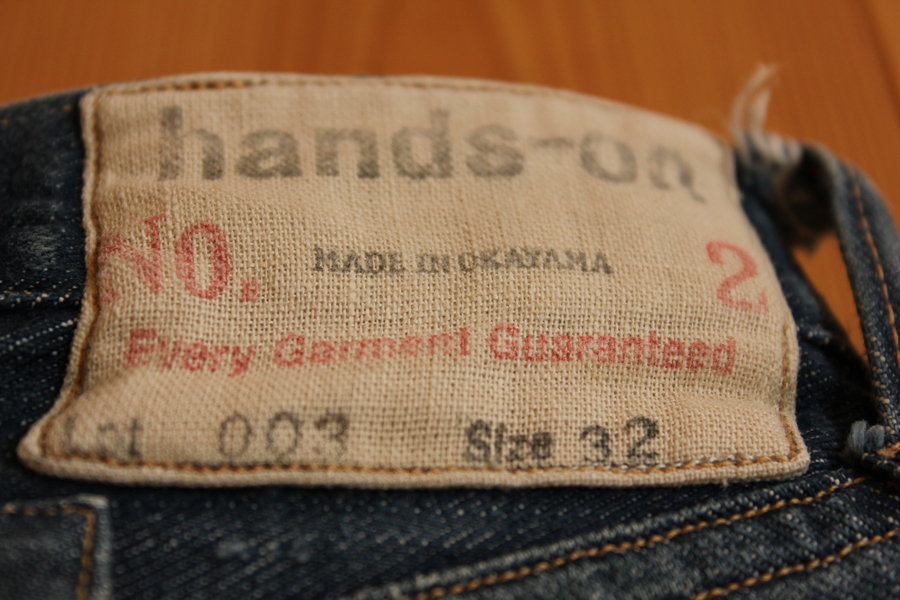 hands-on
No. MADE IN OKAYAMA 2
Every Garment Guaranteed
Lot 003 Size 32